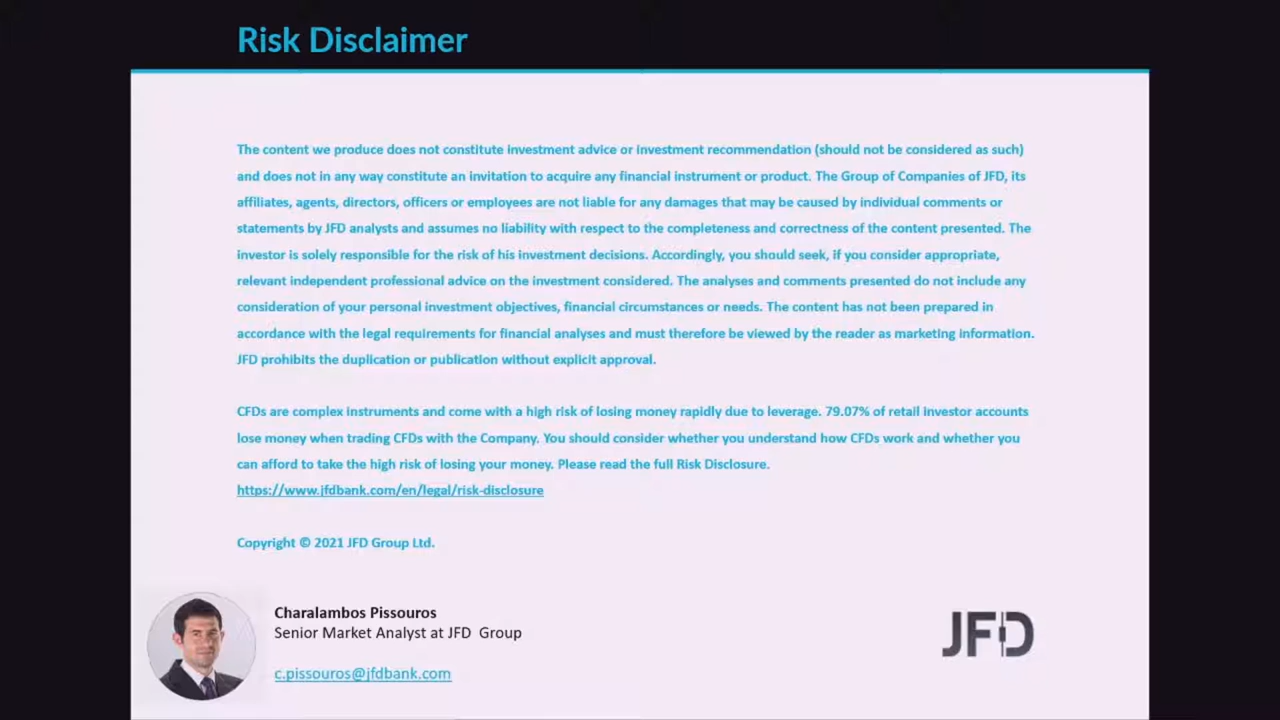 Risk Disclaimer
The content we produce does not constitute investment advice or investment recommendation (should not be considered as such)
and does not in any way constitute an invitation to acquire any financial instrument or product. The Group of Companies of JFD, its
affiliates, agents, directors, officers or employees are not liable for any damages that may be caused by individual comments or
statements by JFD analysts and assumes no liability with respect to the completeness and correctness of the content presented. The
investor is solely responsible for the risk of his investment decisions. Accordingly, you should seek, if you consider appropriate,
relevant independent professional advice on the investment considered. The analyses and comments presented do not include any
consideration of your personal investment objectives, financial circumstances or needs. The content has not been prepared in
accordance with the legal requirements for financial analyses and must therefore be viewed by the reader as marketing information.
JFD prohibits the duplication or publication without explicit approval.
CFDs are complex instruments and come with a high risk of losing money rapidly due to leverage. 79.07% of retail investor accounts
lose money when trading CFDs with the Company. You should consider whether you understand how CFDs work and whether you
can afford to take the high risk of losing your money. Please read the full Risk Disclosure.
https://www.jfdbank.com/en/legal/risk-disclosure
Copyright © 2021 JFD Group Ltd.
Charalambos Pissouros
Senior Market Analyst at JFD Group
c.pissouros@jfdbank.com
JFD